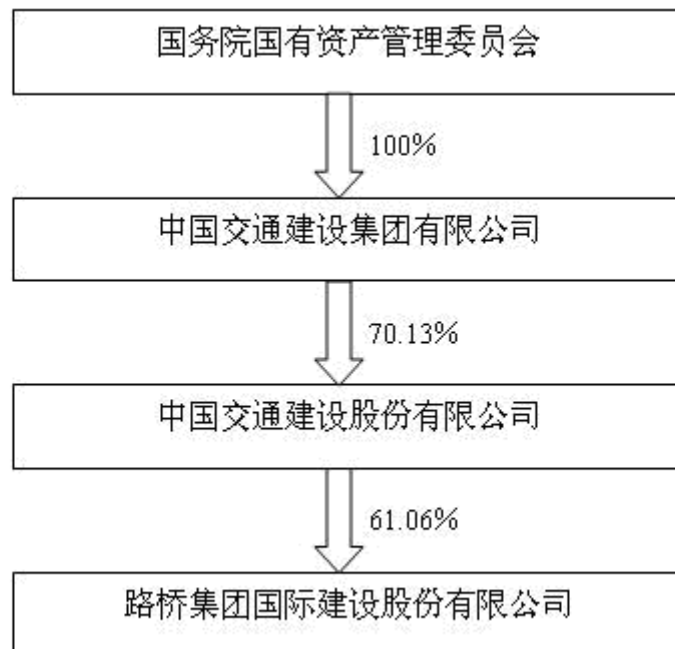 国务院国有资产管理委员会
100%
中国交通建设集团有限公司
70.13%
中国交通建设股份有限公司
61.06%
路桥集团国际建设股份有限公司